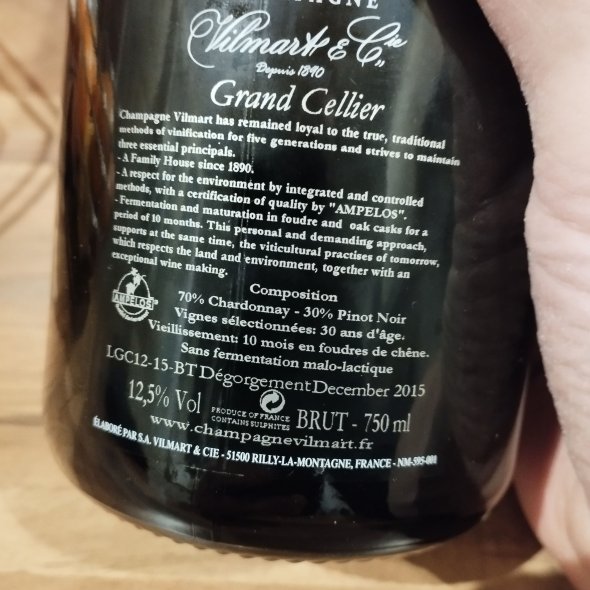 Vilmart & Cie
Depuis 1890
Grand Cellier
Champagne Vilmart has remained loyal to the true, traditional
methods of vinification for five generations and strives to maintain
three essential principals.
- A Family House since 1890.
- A respect for the environment by integrated and controlled
methods, with a certification of quality by "AMPELOS".
- Fermentation and maturation in foudre and oak casks for a
period of 10 months. This personal and demanding approach,
supports at the same time, the viticultural practises of tomorrow,
which respects the land and environment, together with an
exceptional wine making.
AMPELOS
Composition
70% Chardonnay - 30% Pinot Noir
Vignes sélectionnées: 30 ans d'âge.
Vieillissement: 10 mois en foudres de chêne.
Sans fermentation malo-lactique
LGC12-15-BT Dégorgement December 2015
12,5% Vol PRODUCE OF FRANCE CONTAINS SULPHITES BRUT - 750 ml
www.champagnevilmart.fr
ÉLABORÉ PAR S.A. VILMART & CIE - 51500 RILLY-LA-MONTAGNE, FRANCE - NM-595-001